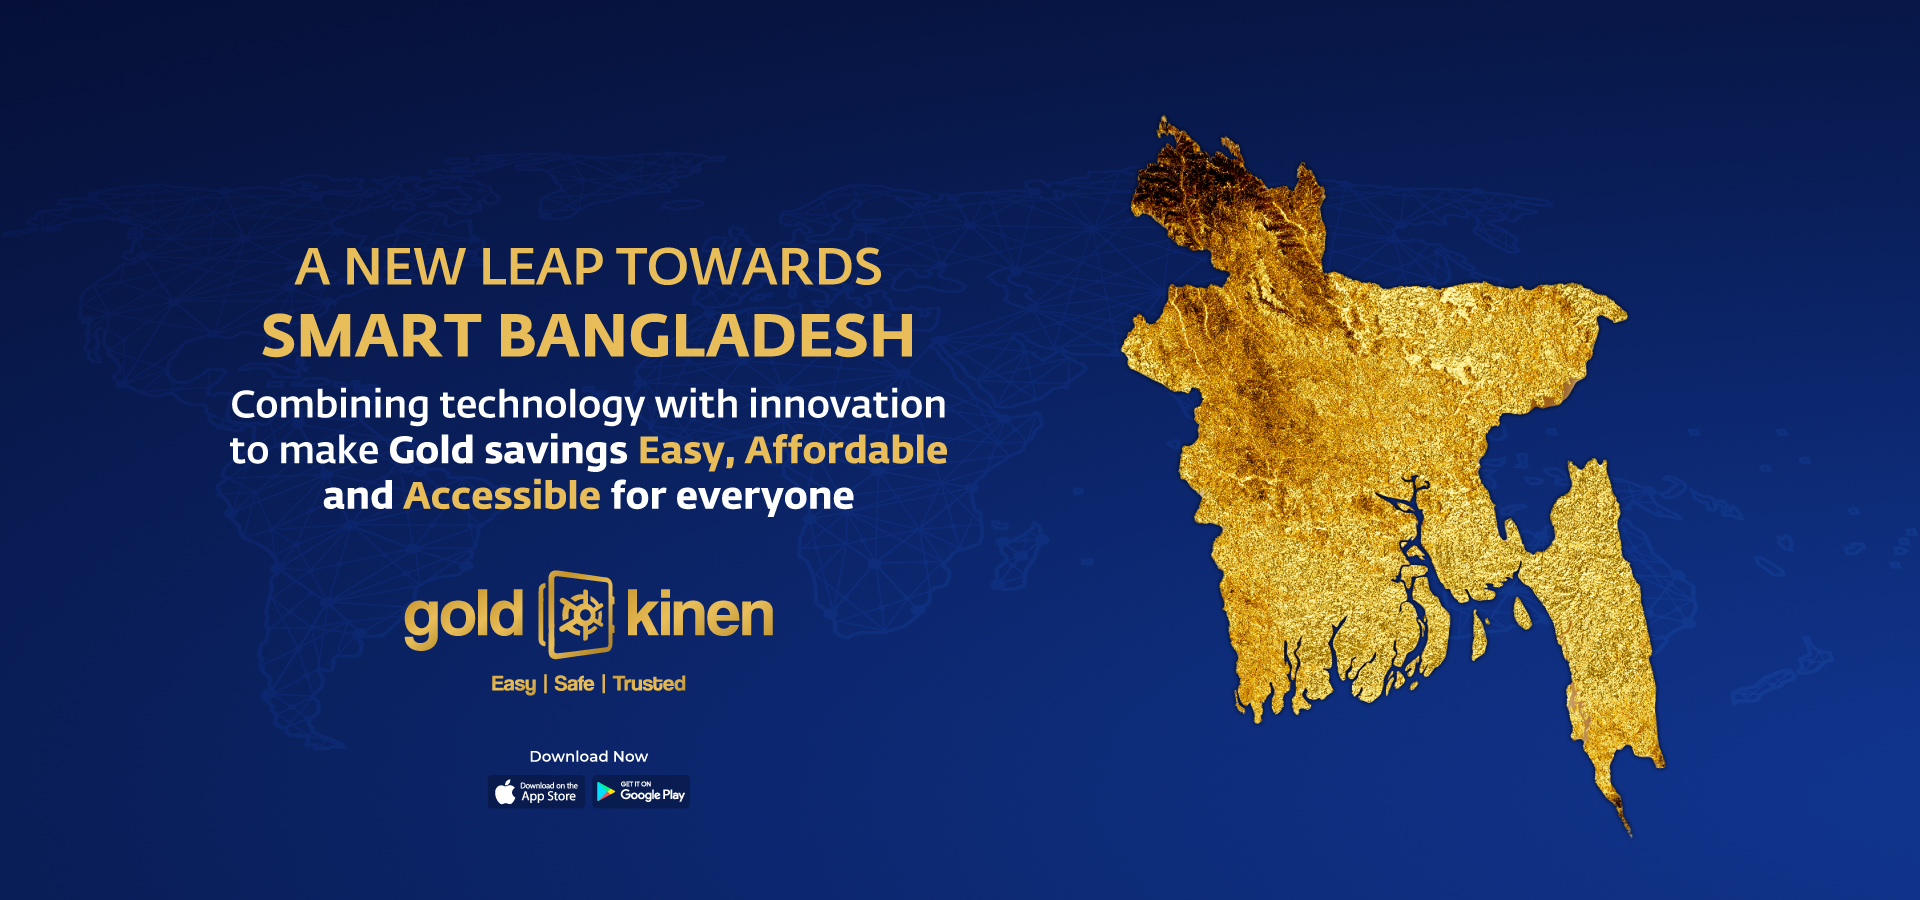 A NEW LEAP TOWARDS
SMART BANGLADESH
Combining technology with innovation
to make Gold savings Easy, Affordable
and Accessible for everyone
gold kinen
Easy | Safe | Trusted
Download Now
Download on the
App Store
GET IT ON
Google Play